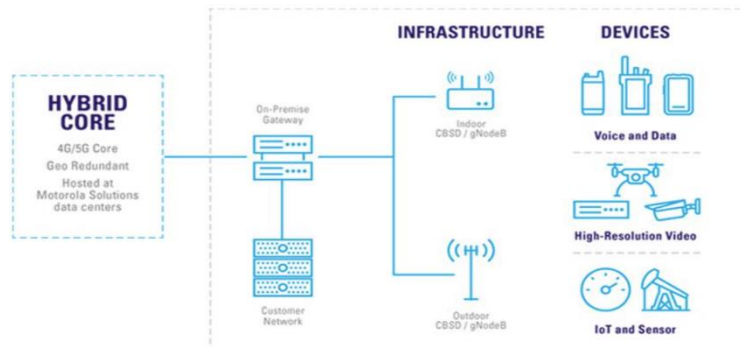 HYBRID
CORE
4G/5G Core
Geo Redundant
Hosted at
Motorola Solutions
data centers
On-Premise
Gateway
Customer
Network
INFRASTRUCTURE
Indoor
CBSD / gNodeB
Outdoor
CBSD / gNodeB
DEVICES
Voice and Data
High-Resolution Video
IoT and Sensor